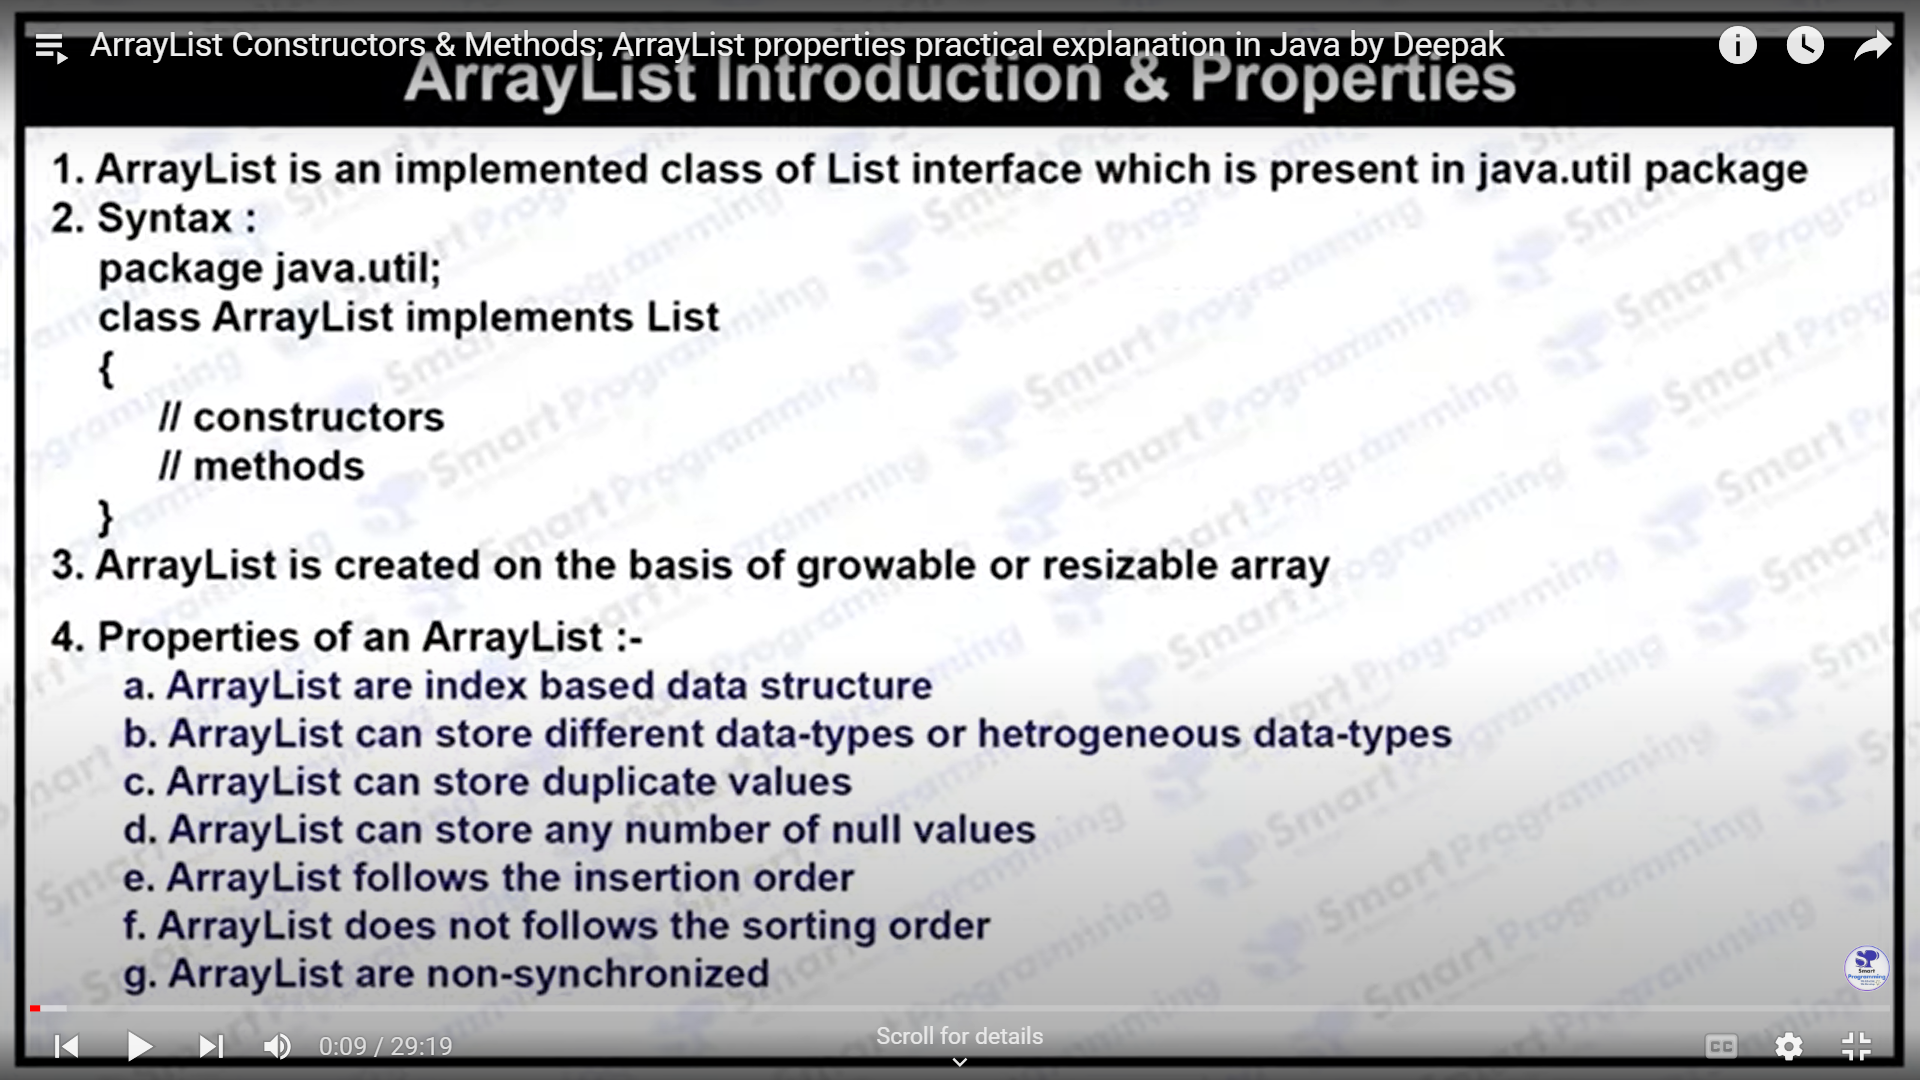 ArrayList Constructors & Methods; ArrayList properties practical explanation in Java by Deepak
ArrayList Introduction & Properties
1. ArrayList is an implemented class of List interface which is present in java.util package
2. Syntax :
package java.util;
class ArrayList implements List
{
// constructors
// methods
}
3. ArrayList is created on the basis of growable or resizable array
4. Properties of an ArrayList :-
a. ArrayList are index based data structure
b. ArrayList can store different data-types or hetrogeneous data-types
c. ArrayList can store duplicate values
d. ArrayList can store any number of null values
e. ArrayList follows the insertion order
f. ArrayList does not follows the sorting order
g. ArrayList are non-synchronized
Smart Programming
0:09 / 29:19
Scroll for details
CC